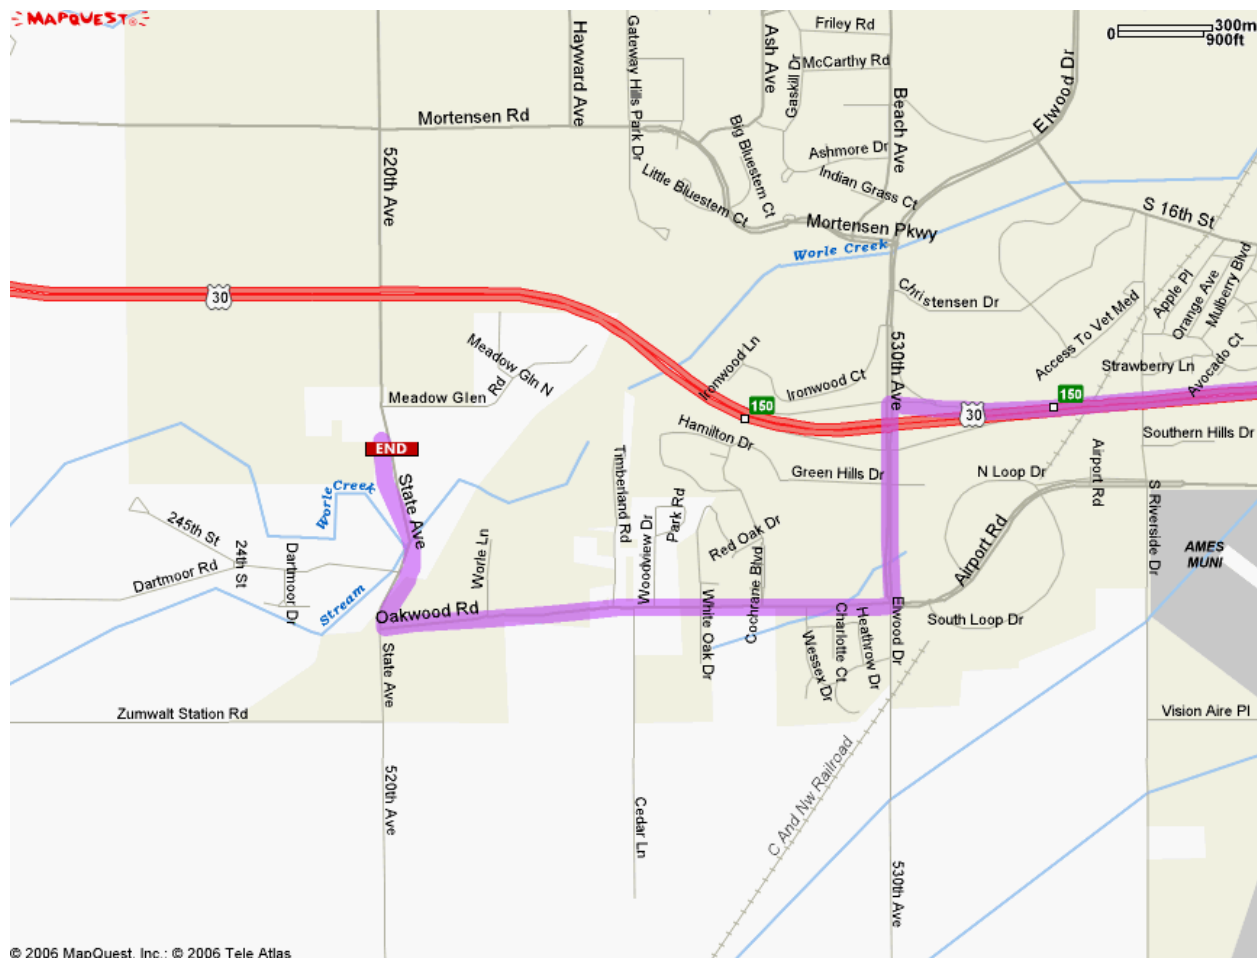 MAPQUEST
Friley Rd
0
300m
900ft
McCarthy Rd
Hayward Ave
Gateway Hills Park Dr
Ash Ave
Gaskill Dr
Beach Ave
Elwood Dr
Mortensen Rd
Big Bluestem Ct
Ashmore Dr
520th Ave
Little Bluestem Ct
Indian Grass Ct
S 16th St
Mortensen Pkwy
Worle Creek
30
Christensen Dr
Apple Pl
Orange Ave
Mulberry Blvd
Access To Vet Med
530th Ave
Meadow Gln N
Ironwood Ln
Ironwood Ct
Strawberry Ln
Avocado Ct
Meadow Glen Rd
150
30
150
Hamilton Dr
Southern Hills Dr
END
Green Hills Dr
N Loop Dr
Airport Rd
State Ave
Timberland Rd
Worle Creek
Park Rd
S Riverside Dr
245th St
Woodview Dr
Red Oak Dr
Airport Rd
AMES
MUNI
24th St
Dartmoor Dr
Worle Ln
Dartmoor Rd
Cochrane Blvd
Stream
Oakwood Rd
White Oak Dr
Elwood Dr
South Loop Dr
Charlotte Ct
Heathrow Dr
Wessex Dr
State Ave
Zumwalt Station Rd
Vision Aire Pl
520th Ave
Cedar Ln
C And Nw Railroad
530th Ave
© 2006 MapQuest, Inc.; © 2006 Tele Atlas